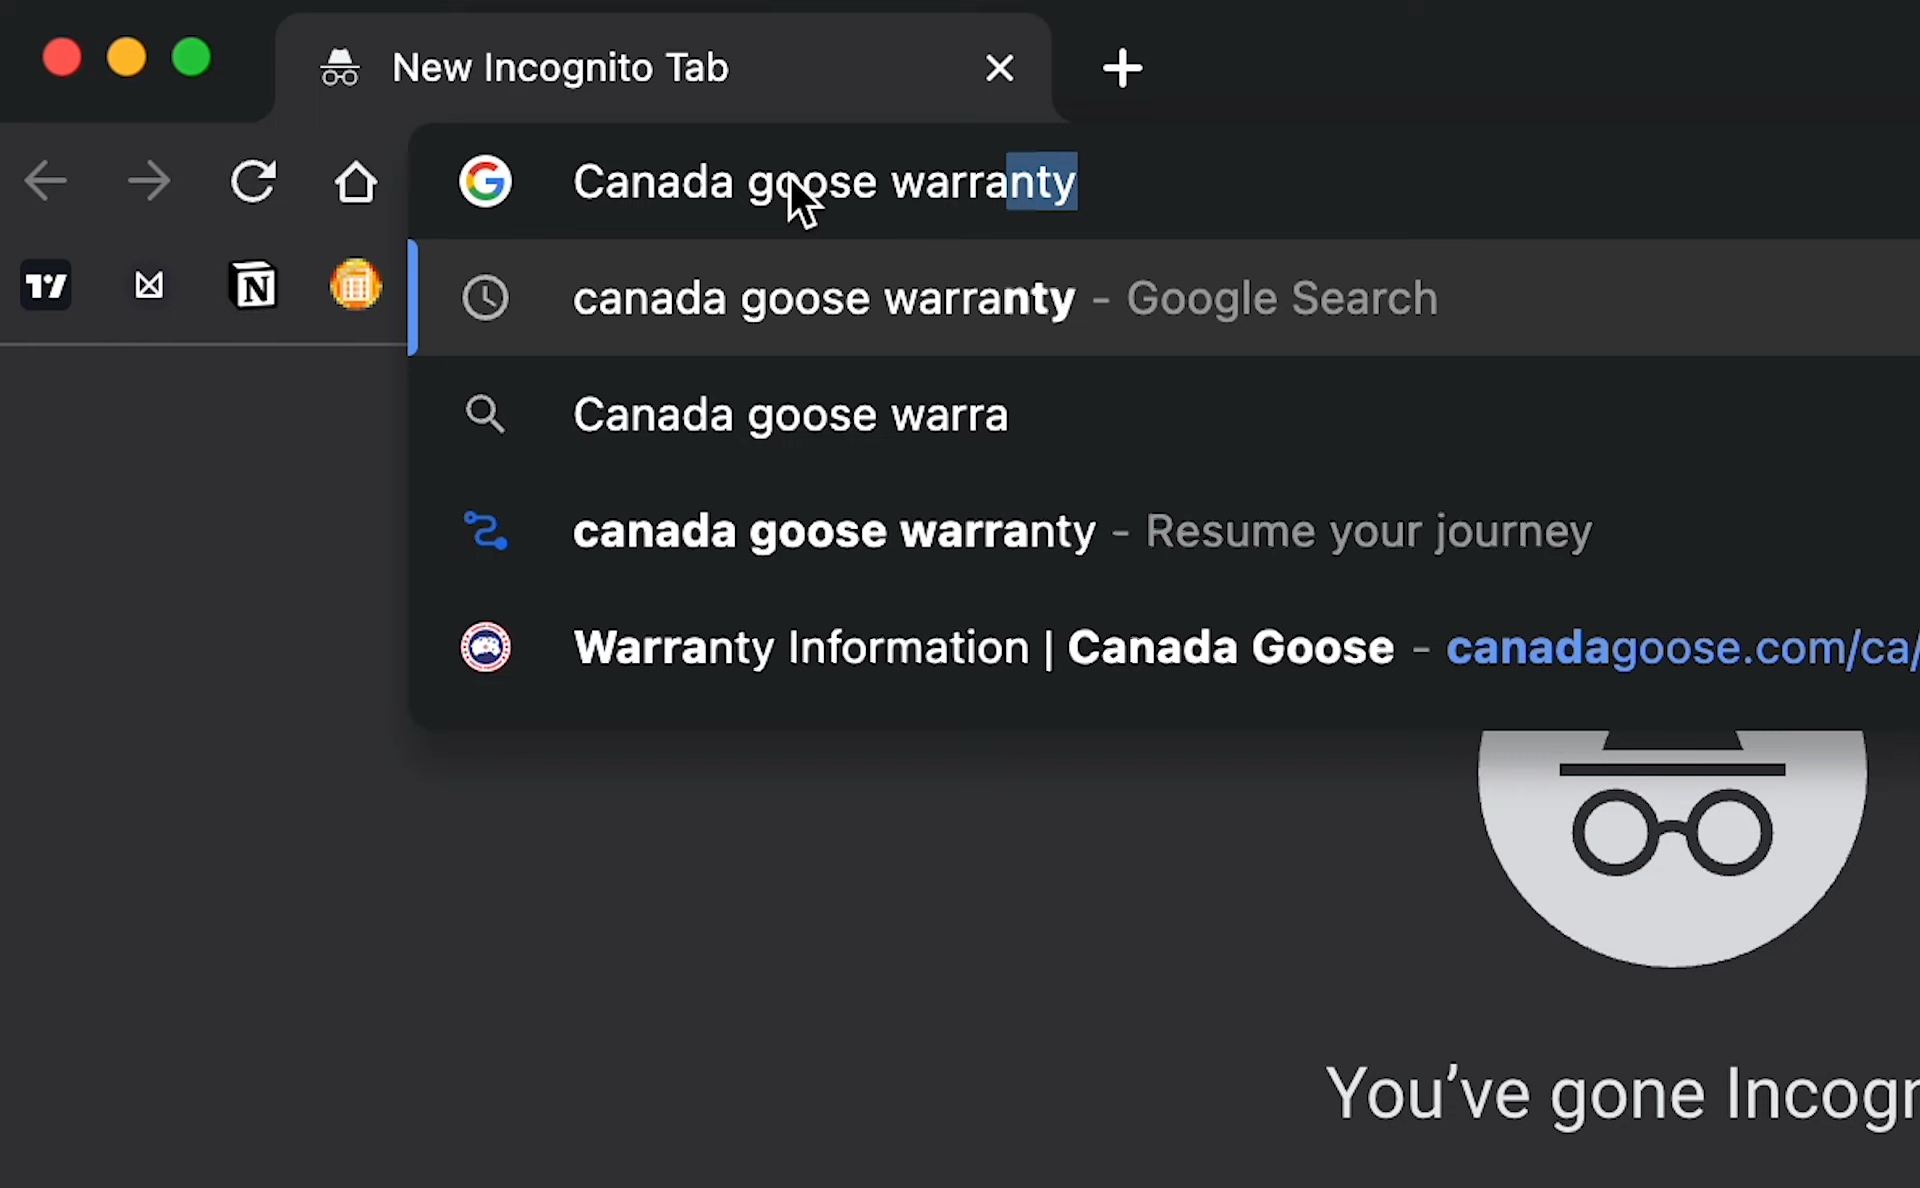 New Incognito Tab
Canada goose warranty
canada goose warranty - Google Search
Canada goose warra
canada goose warranty - Resume your journey
Warranty Information | Canada Goose - canadagoose.com/ca/
You’ve gone Incogn